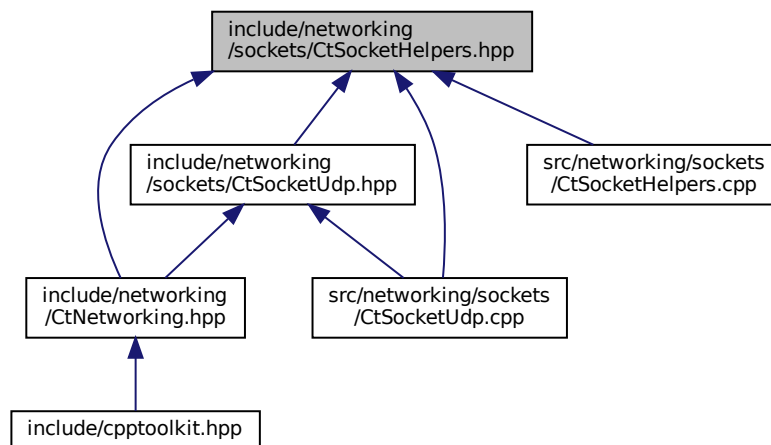 include/networking
/sockets/CtSocketHelpers.hpp
include/networking
/sockets/CtSocketUdp.hpp
src/networking/sockets
/CtSocketHelpers.cpp
include/networking
/CtNetworking.hpp
src/networking/sockets
/CtSocketUdp.cpp
include/cpptoolkit.hpp